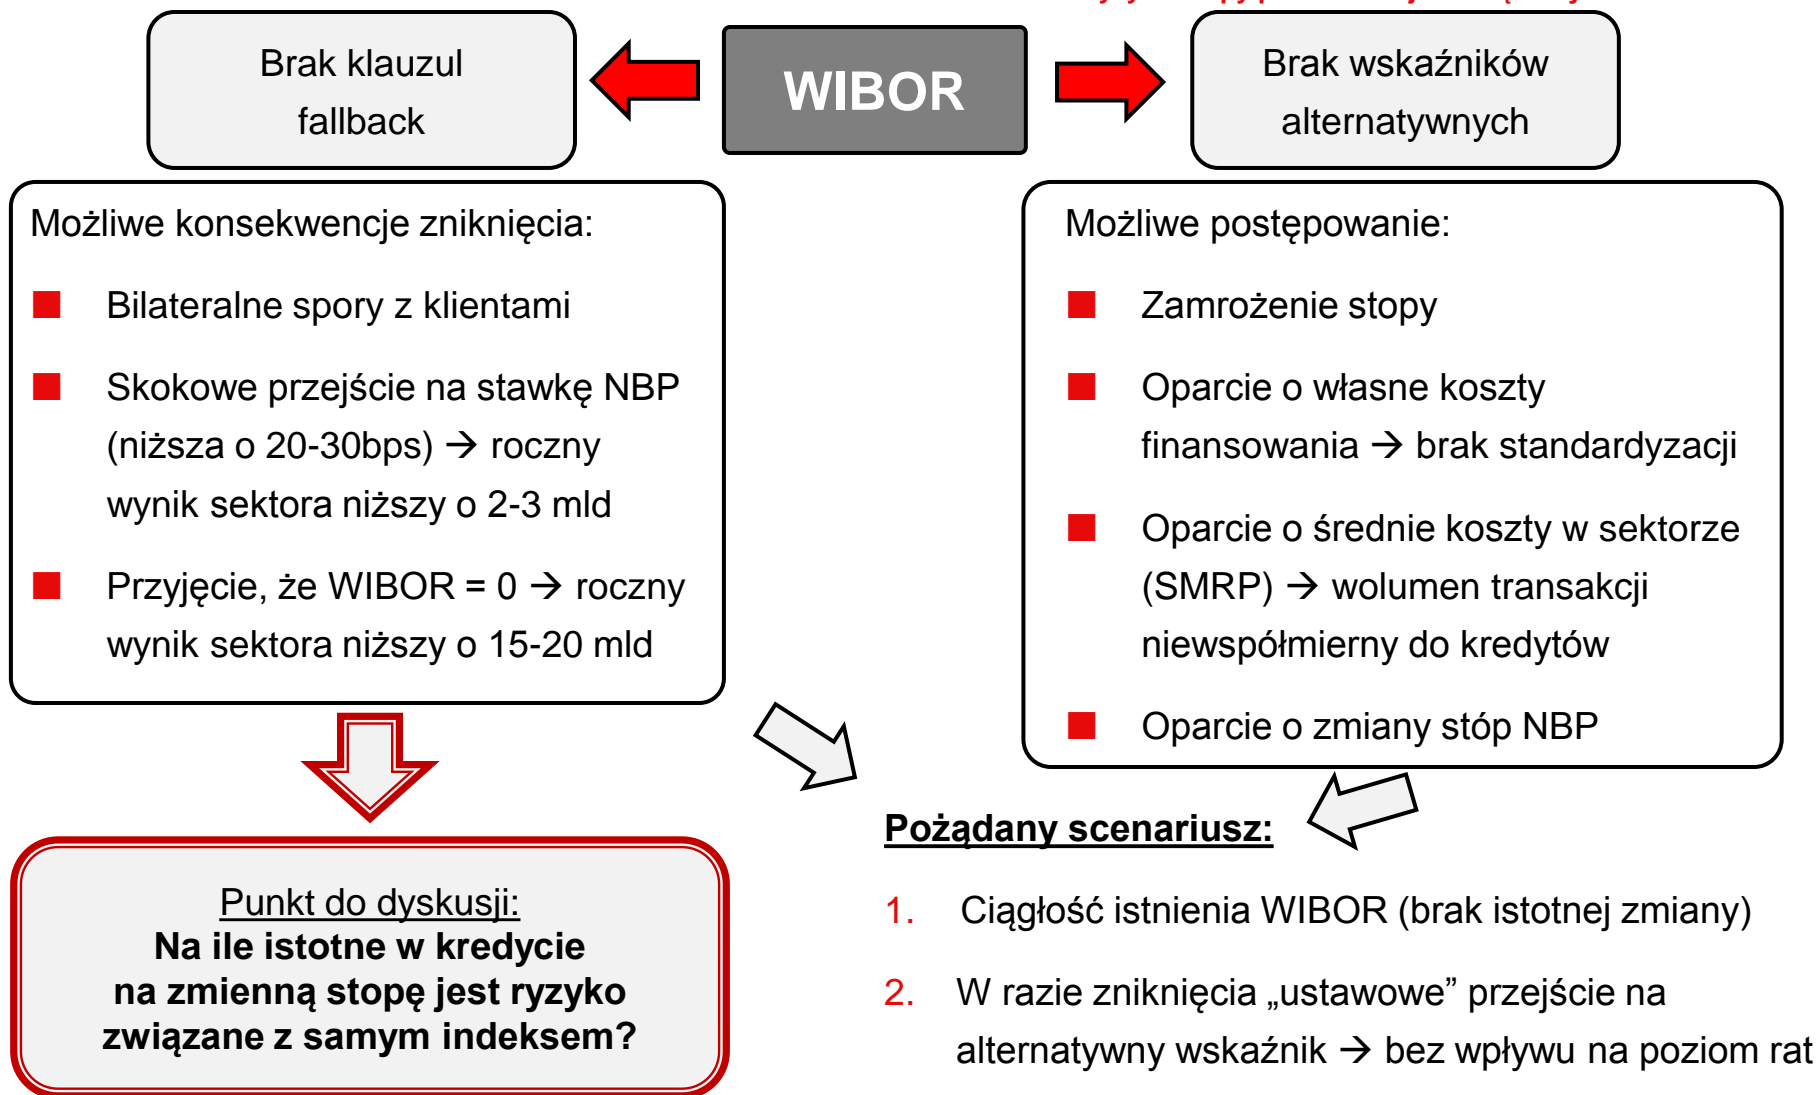 WIBOR
Brak klauzul
fallback
Brak wskaźników
alternatywnych
Możliwe konsekwencje zniknięcia:
Bilateralne spory z klientami
Skokowe przejście na stawkę NBP
(niższa o 20-30bps) → roczny
wynik sektora niższy o 2-3 mld
Przyjęcie, że WIBOR = 0 → roczny
wynik sektora niższy o 15-20 mld
Możliwe postępowanie:
Zamrożenie stopy
Oparcie o własne koszty
finansowania → brak standardyzacji
Oparcie o średnie koszty w sektorze
(SMRP) → wolumen transakcji
niewspółmierny do kredytów
Oparcie o zmiany stóp NBP
Punkt do dyskusji:
Na ile istotne w kredycie
na zmienną stopę jest ryzyko
związane z samym indeksem?
Pożądany scenariusz:
1. Ciągłość istnienia WIBOR (brak istotnej zmiany)
2. W razie zniknięcia „ustawowe” przejście na
alternatywny wskaźnik → bez wpływu na poziom rat